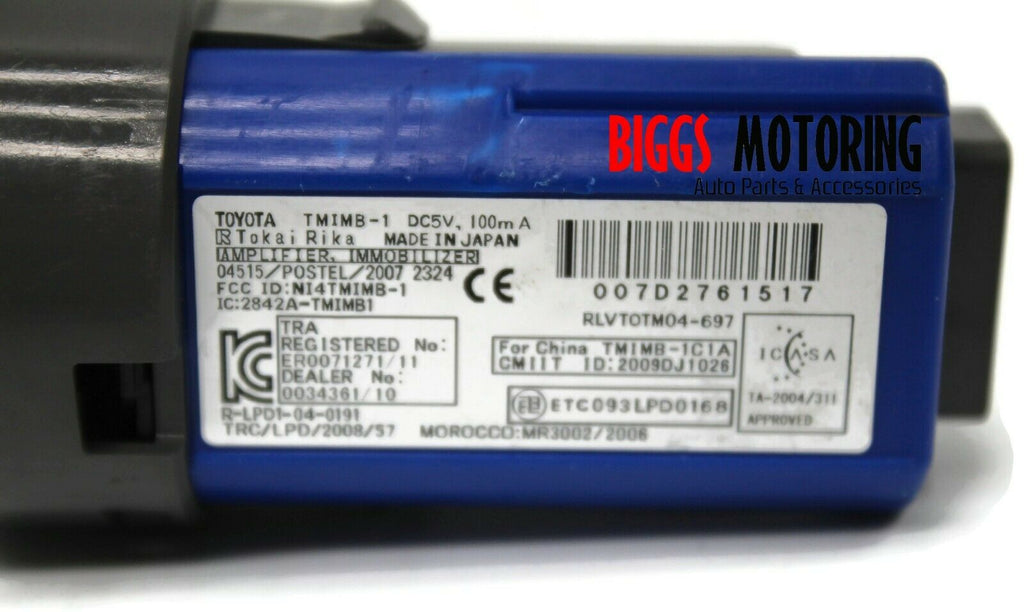 BIGGS MOTORING
Auto Parts & Accessories
TOYOTA TMIMB-1 DC5V, 100mA
R Tokai Rika MADE IN JAPAN
AMPLIFIER, IMMOBILIZER
04515/POSTEL/2007 2324
FCC ID:NI4TMIMB-1
IC:2842A-TMIMB1
CE
007D2761517
RLVTOTM04-697
TRA
REGISTERED No:
ER0071271/11
DEALER No:
0034361/10
R-LPD1-04-0191
TRC/LPD/2008/57
MOROCCO:MR3002/2006
For China TMIMB-1C1A
CMIIT ID:2009DJ1026
ETC093LPD0168
ICASA
TA-2004/311
APPROVED